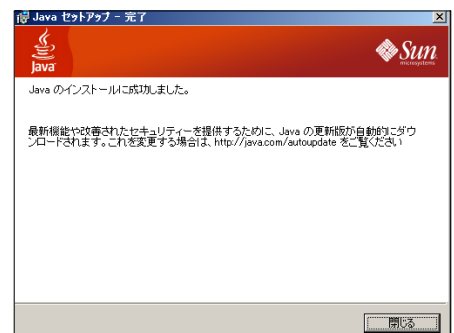 Java セットアップ - 完了
Java
Sun
microsystems
Java のインストールに成功しました。
最新機能や改善されたセキュリティーを提供するために、Java の更新版が自動的にダウ
ンロードされます。これを変更する場合は、http://java.com/autoupdate をご覧ください
閉じる